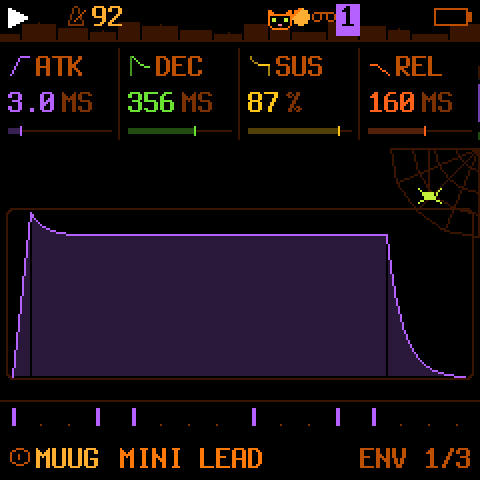 92 1
ATK DEC SUS REL
3.0 MS 356 MS 87 % 160 MS
MUUG MINI LEAD ENV 1/3